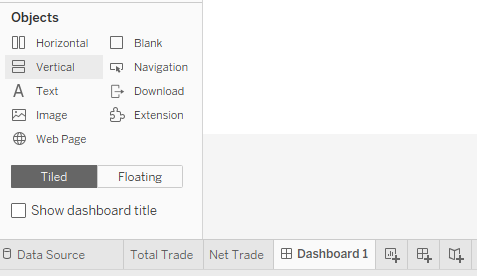 Objects
Horizontal Blank
Vertical Navigation
Text Download
Image Extension
Web Page
Tiled Floating
Show dashboard title
Data Source Total Trade Net Trade Dashboard 1